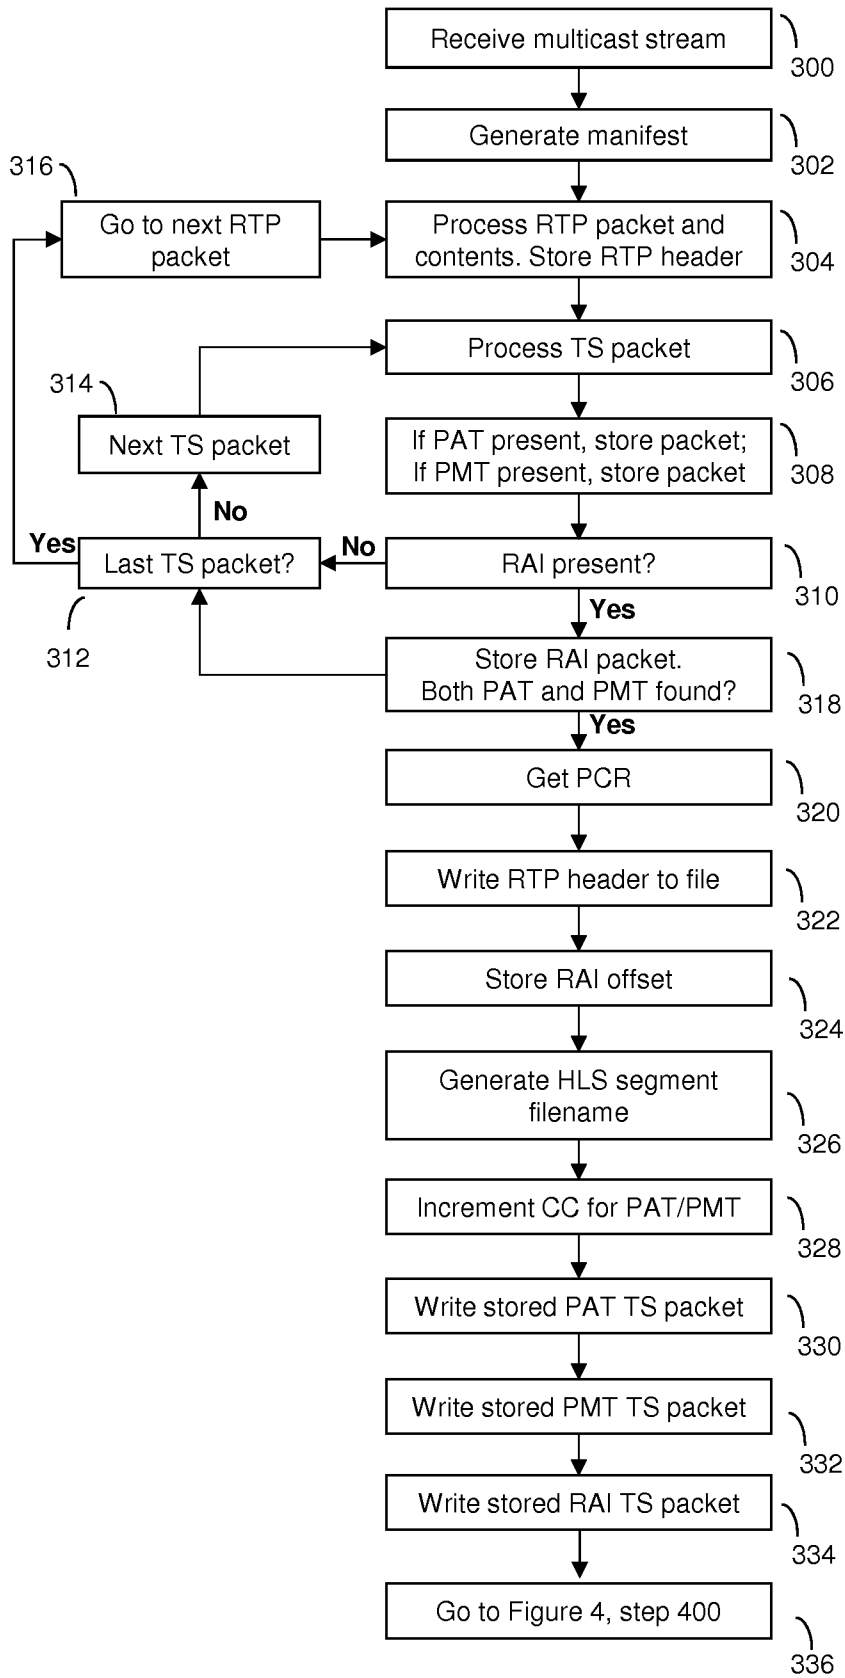 Receive multicast stream
300
Generate manifest
302
316
Go to next RTP
packet
Process RTP packet and
contents. Store RTP header
304
Process TS packet
306
314
Next TS packet
If PAT present, store packet;
If PMT present, store packet
308
No
Yes
Last TS packet?
No
RAI present?
310
312
Yes
Store RAI packet.
Both PAT and PMT found?
318
Yes
Get PCR
320
Write RTP header to file
322
Store RAI offset
324
Generate HLS segment
filename
326
Increment CC for PAT/PMT
328
Write stored PAT TS packet
330
Write stored PMT TS packet
332
Write stored RAI TS packet
334
Go to Figure 4, step 400
336